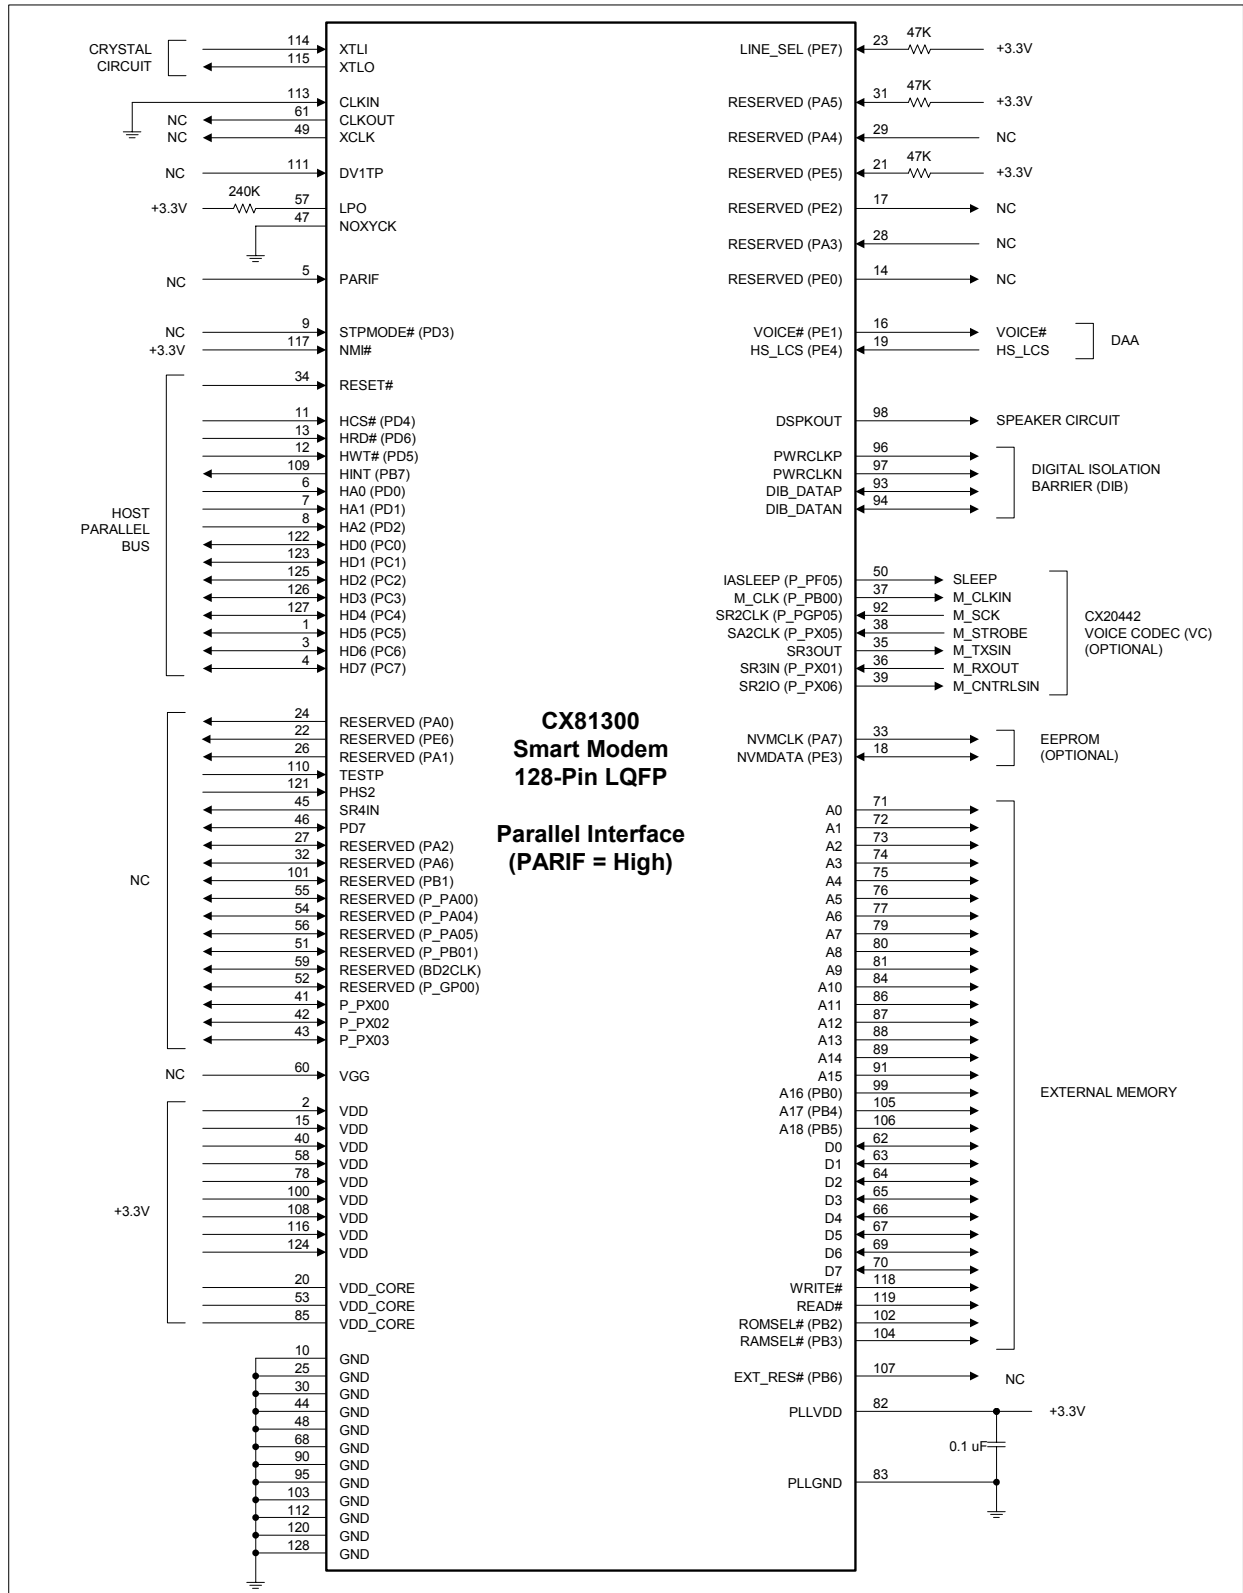 CRYSTAL
CIRCUIT
114 XTLI
115 XTLO
113 CLKIN
NC 61 CLKOUT
NC 49 XCLK
NC 111 DV1TP
+3.3V 240K 57 LPO
47 NOXYCK
NC 5 PARIF
NC 9 STPMODE# (PD3)
+3.3V 117 NMI#
HOST
PARALLEL
BUS
34 RESET#
11 HCS# (PD4)
13 HRD# (PD6)
12 HWT# (PD5)
109 HINT (PB7)
6 HA0 (PD0)
7 HA1 (PD1)
8 HA2 (PD2)
122 HD0 (PC0)
123 HD1 (PC1)
125 HD2 (PC2)
126 HD3 (PC3)
127 HD4 (PC4)
1 HD5 (PC5)
3 HD6 (PC6)
4 HD7 (PC7)
NC
24 RESERVED (PA0)
22 RESERVED (PE6)
26 RESERVED (PA1)
110 TESTP
121 PHS2
45 SR4IN
46 PD7
27 RESERVED (PA2)
32 RESERVED (PA6)
101 RESERVED (PB1)
55 RESERVED (P_PA00)
54 RESERVED (P_PA04)
56 RESERVED (P_PA05)
51 RESERVED (P_PB01)
59 RESERVED (BD2CLK)
52 RESERVED (P_GP00)
41 P_PX00
42 P_PX02
43 P_PX03
NC 60 VGG
+3.3V
2 VDD
15 VDD
40 VDD
58 VDD
78 VDD
100 VDD
108 VDD
116 VDD
124 VDD
20 VDD_CORE
53 VDD_CORE
85 VDD_CORE
10 GND
25 GND
30 GND
44 GND
48 GND
68 GND
90 GND
95 GND
103 GND
112 GND
120 GND
128 GND
CX81300
Smart Modem
128-Pin LQFP
Parallel Interface
(PARIF = High)
LINE_SEL (PE7) 23 47K +3.3V
RESERVED (PA5) 31 47K +3.3V
RESERVED (PA4) 29 NC
RESERVED (PE5) 21 47K +3.3V
RESERVED (PE2) 17 NC
RESERVED (PA3) 28 NC
RESERVED (PE0) 14 NC
VOICE# (PE1) 16 VOICE#
HS_LCS (PE4) 19 HS_LCS
DAA
DSPKOUT 98 SPEAKER CIRCUIT
PWRCLKP 96
PWRCLKN 97
DIB_DATAP 93
DIB_DATAN 94
DIGITAL ISOLATION
BARRIER (DIB)
IASLEEP (P_PF05) 50 SLEEP
M_CLK (P_PB00) 37 M_CLKIN
SR2CLK (P_PGP05) 92 M_SCK
SA2CLK (P_PX05) 38 M_STROBE
SR3OUT 35 M_TXSIN
SR3IN (P_PX01) 36 M_RXOUT
SR2IO (P_PX06) 39 M_CNTRLSIN
CX20442
VOICE CODEC (VC)
(OPTIONAL)
NVMCLK (PA7) 33
NVMDATA (PE3) 18
EEPROM
(OPTIONAL)
A0 71
A1 72
A2 73
A3 74
A4 75
A5 76
A6 77
A7 79
A8 80
A9 81
A10 84
A11 86
A12 87
A13 88
A14 89
A15 91
A16 (PB0) 99
A17 (PB4) 105
A18 (PB5) 106
D0 62
D1 63
D2 64
D3 65
D4 66
D5 67
D6 69
D7 70
WRITE# 118
READ# 119
ROMSEL# (PB2) 102
RAMSEL# (PB3) 104
EXTERNAL MEMORY
EXT_RES# (PB6) 107 NC
PLLVDD 82 +3.3V
0.1 uF
PLLGND 83